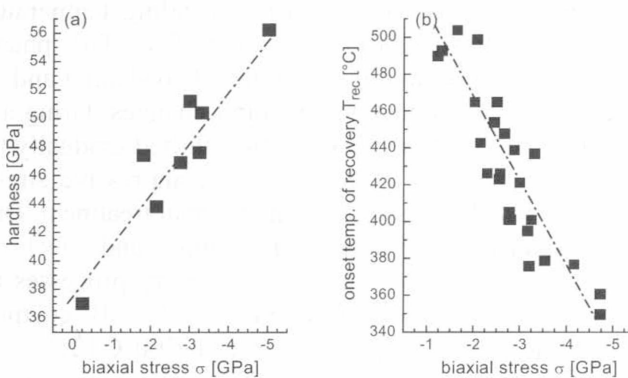 (a)
58
56
54
52
50
48
46
44
42
40
38
36
hardness [GPa]
0 -1 -2 -3 -4 -5
biaxial stress σ [GPa]
(b)
500
480
460
440
420
400
380
360
340
onset temp. of recovery T_rec [°C]
-1 -2 -3 -4 -5
biaxial stress σ [GPa]